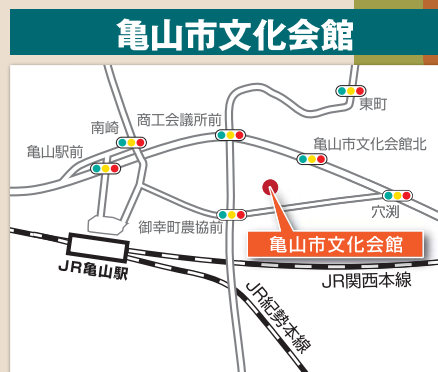 亀山市文化会館
東町
商工会議所前
南崎
亀山市文化会館北
亀山駅前
穴渕
御幸町農協前
亀山市文化会館
JR亀山駅
JR関西本線
JR紀勢本線